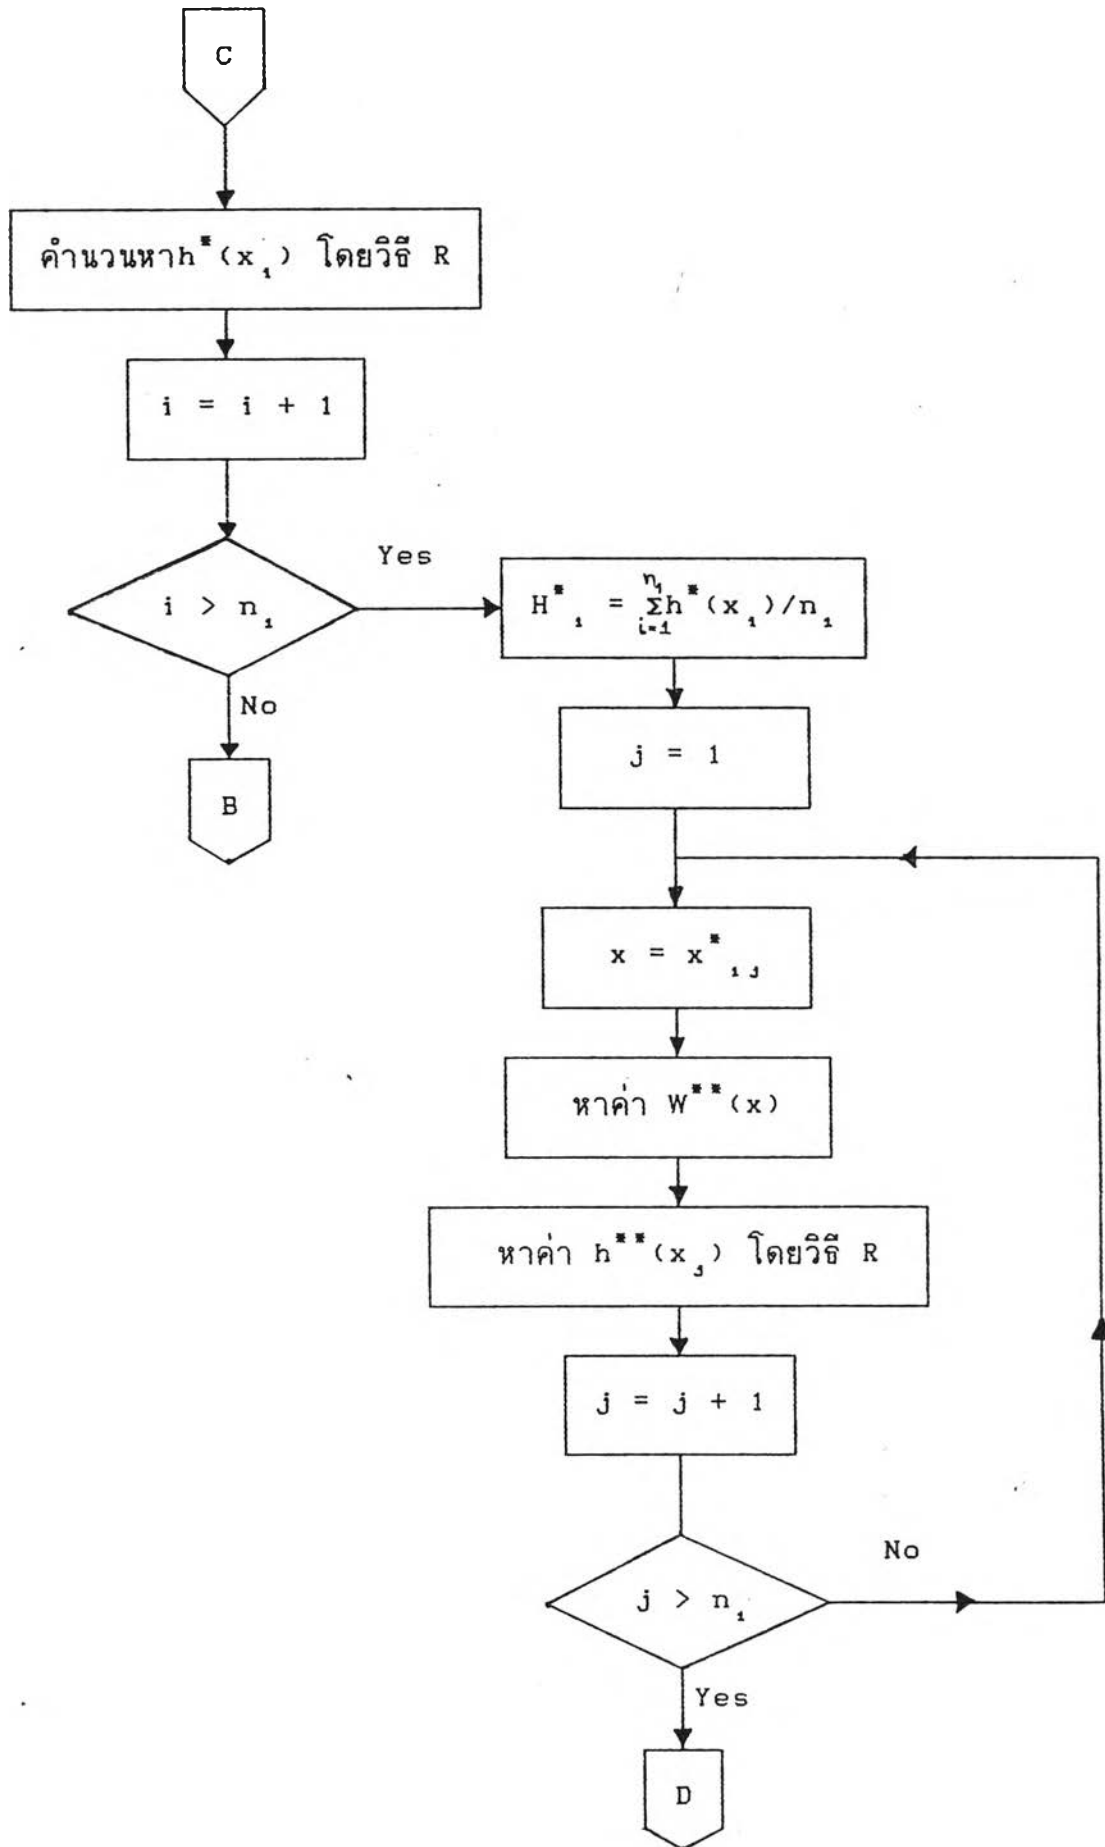 C
คำนวนหาh*(x₁) โดยวิธี R
i = i + 1
Yes
i > n₁
H*₁ = Σh*(x₁)/n₁
n₁
i=1
No
j = 1
B
x = x*₁ⱼ
หาค่า W**(x)
หาค่า h**(xⱼ) โดยวิธี R
j = j + 1
No
j > n₁
Yes
D